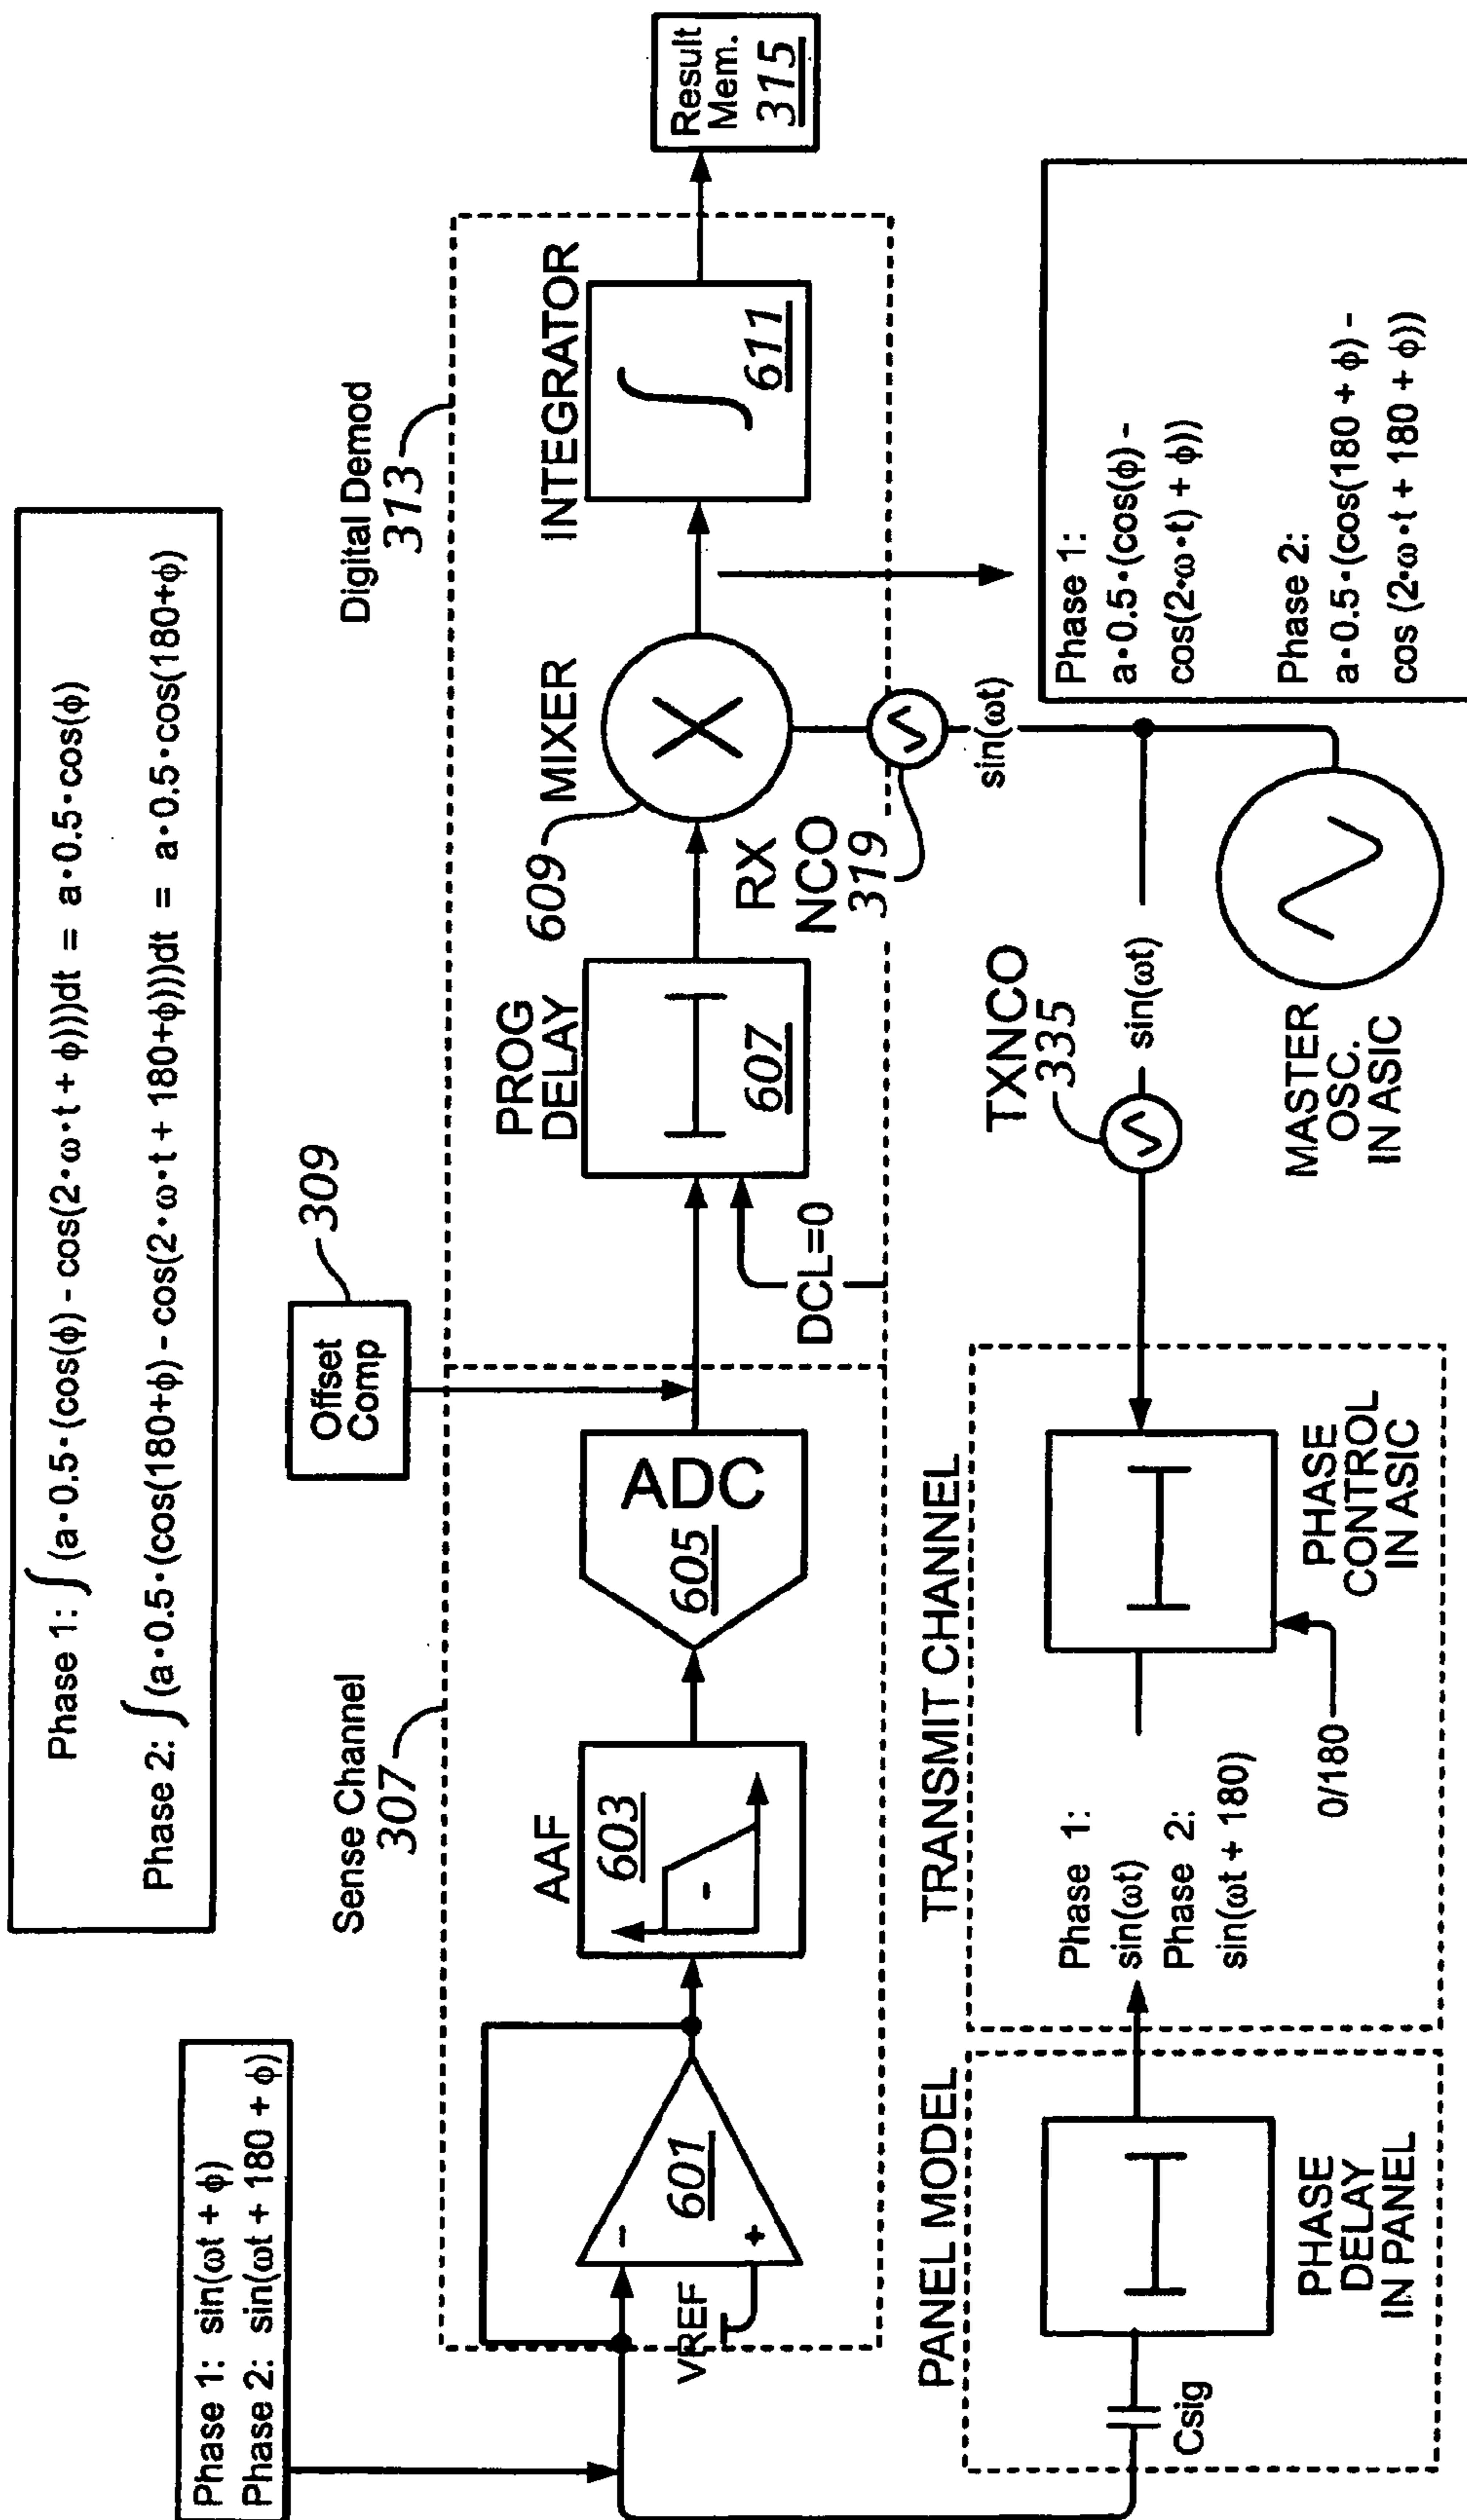 Phase 1: ∫(a·0.5·(cos(ϕ) - cos(2·ω·t + ϕ)))dt = a·0.5·cos(ϕ)
Phase 2: ∫(a·0.5·(cos(180+ϕ) - cos(2·ω·t + 180+ϕ)))dt = a·0.5·cos(180+ϕ)
Phase 1: sin(ωt + ϕ)
Phase 2: sin(ωt + 180 + ϕ)
Offset
Comp
309
Sense Channel
307
Digital Demod
313
VREF
-
601
+
AAF
603
-
ADC
605
PROG
DELAY
607
DCL=0
609
MIXER
X
RX
NCO
319
sin(ωt)
INTEGRATOR
∫
611
Result
Mem.
315
PANEL MODEL
Csig
PHASE
DELAY
IN PANEL
TRANSMIT CHANNEL
Phase 1:
sin(ωt)
Phase 2:
sin(ωt + 180)
0/180
PHASE
CONTROL
IN ASIC
TXNCO
335
sin(ωt)
MASTER
OSC.
IN ASIC
Phase 1:
a·0.5·(cos(ϕ) -
cos(2·ω·t) + ϕ)))
Phase 2:
a·0.5·(cos(180 + ϕ) -
cos (2·ω·t + 180 + ϕ))